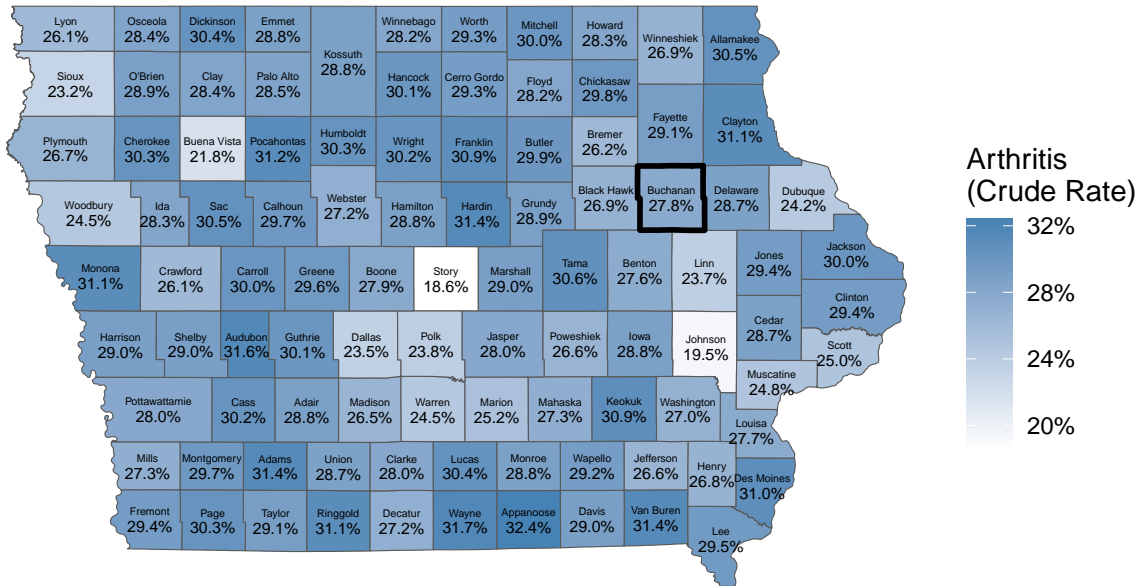 Lyon
26.1%
Osceola
28.4%
Dickinson
30.4%
Emmet
28.8%
Kossuth
28.8%
Winnebago
28.2%
Worth
29.3%
Mitchell
30.0%
Howard
28.3%
Winneshiek
26.9%
Allamakee
30.5%
Sioux
23.2%
O'Brien
28.9%
Clay
28.4%
Palo Alto
28.5%
Hancock
30.1%
Cerro Gordo
29.3%
Floyd
28.2%
Chickasaw
29.8%
Fayette
29.1%
Clayton
31.1%
Plymouth
26.7%
Cherokee
30.3%
Buena Vista
21.8%
Pocahontas
31.2%
Humboldt
30.3%
Wright
30.2%
Franklin
30.9%
Butler
29.9%
Bremer
26.2%
Woodbury
24.5%
Ida
28.3%
Sac
30.5%
Calhoun
29.7%
Webster
27.2%
Hamilton
28.8%
Hardin
31.4%
Grundy
28.9%
Black Hawk
26.9%
Buchanan
27.8%
Delaware
28.7%
Dubuque
24.2%
Monona
31.1%
Crawford
26.1%
Carroll
30.0%
Greene
29.6%
Boone
27.9%
Story
18.6%
Marshall
29.0%
Tama
30.6%
Benton
27.6%
Linn
23.7%
Jones
29.4%
Jackson
30.0%
Clinton
29.4%
Harrison
29.0%
Shelby
29.0%
Audubon
31.6%
Guthrie
30.1%
Dallas
23.5%
Polk
23.8%
Jasper
28.0%
Poweshiek
26.6%
Iowa
28.8%
Johnson
19.5%
Cedar
28.7%
Scott
25.0%
Muscatine
24.8%
Pottawattamie
28.0%
Cass
30.2%
Adair
28.8%
Madison
26.5%
Warren
24.5%
Marion
25.2%
Mahaska
27.3%
Keokuk
30.9%
Washington
27.0%
Louisa
27.7%
Mills
27.3%
Montgomery
29.7%
Adams
31.4%
Union
28.7%
Clarke
28.0%
Lucas
30.4%
Monroe
28.8%
Wapello
29.2%
Jefferson
26.6%
Henry
26.8%
Des Moines
31.0%
Fremont
29.4%
Page
30.3%
Taylor
29.1%
Ringgold
31.1%
Decatur
27.2%
Wayne
31.7%
Appanoose
32.4%
Davis
29.0%
Van Buren
31.4%
Lee
29.5%
Arthritis
(Crude Rate)
32%
28%
24%
20%